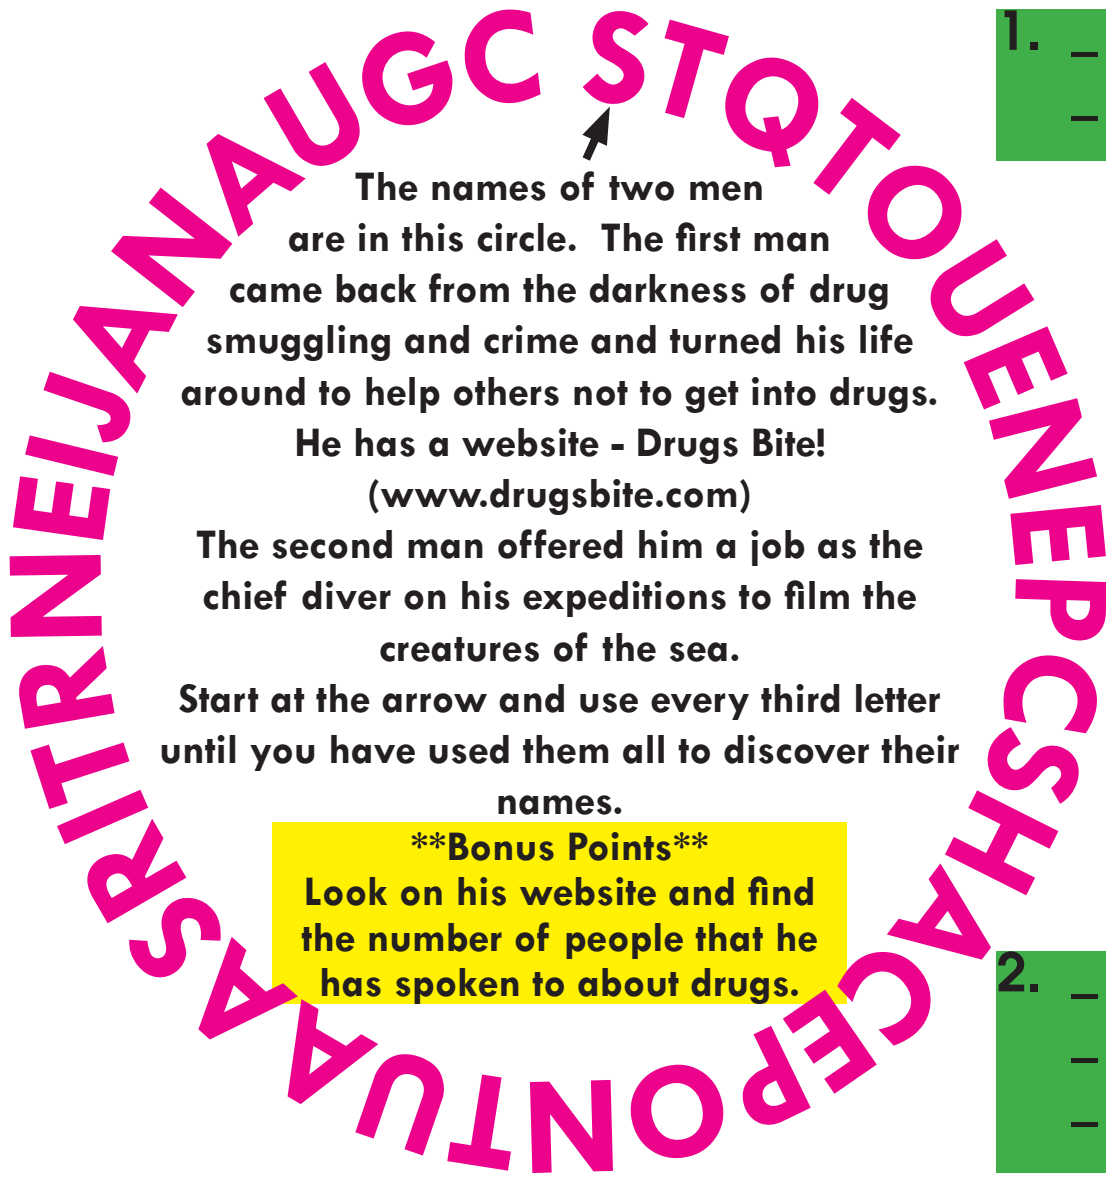 STQTOUENEPCSHACEPONTUAASRITRNEIJANAUGC
The names of two men
are in this circle. The first man
came back from the darkness of drug
smuggling and crime and turned his life
around to help others not to get into drugs.
He has a website - Drugs Bite!
(www.drugsbite.com)
The second man offered him a job as the
chief diver on his expeditions to film the
creatures of the sea.
Start at the arrow and use every third letter
until you have used them all to discover their
names.
**Bonus Points**
Look on his website and find
the number of people that he
has spoken to about drugs.
1. _
_
2. _
_
_